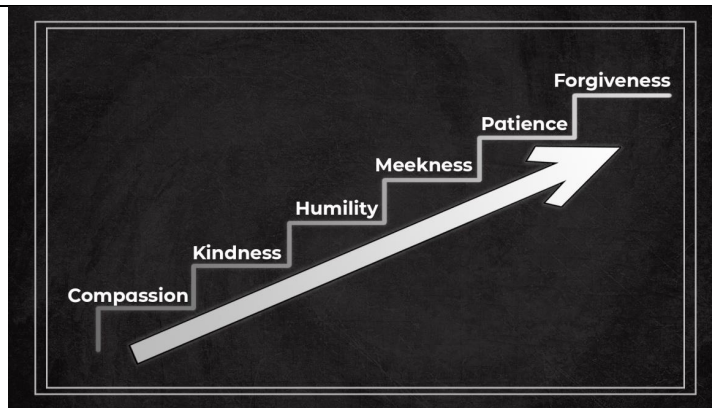 Forgiveness
Patience
Meekness
Humility
Kindness
Compassion